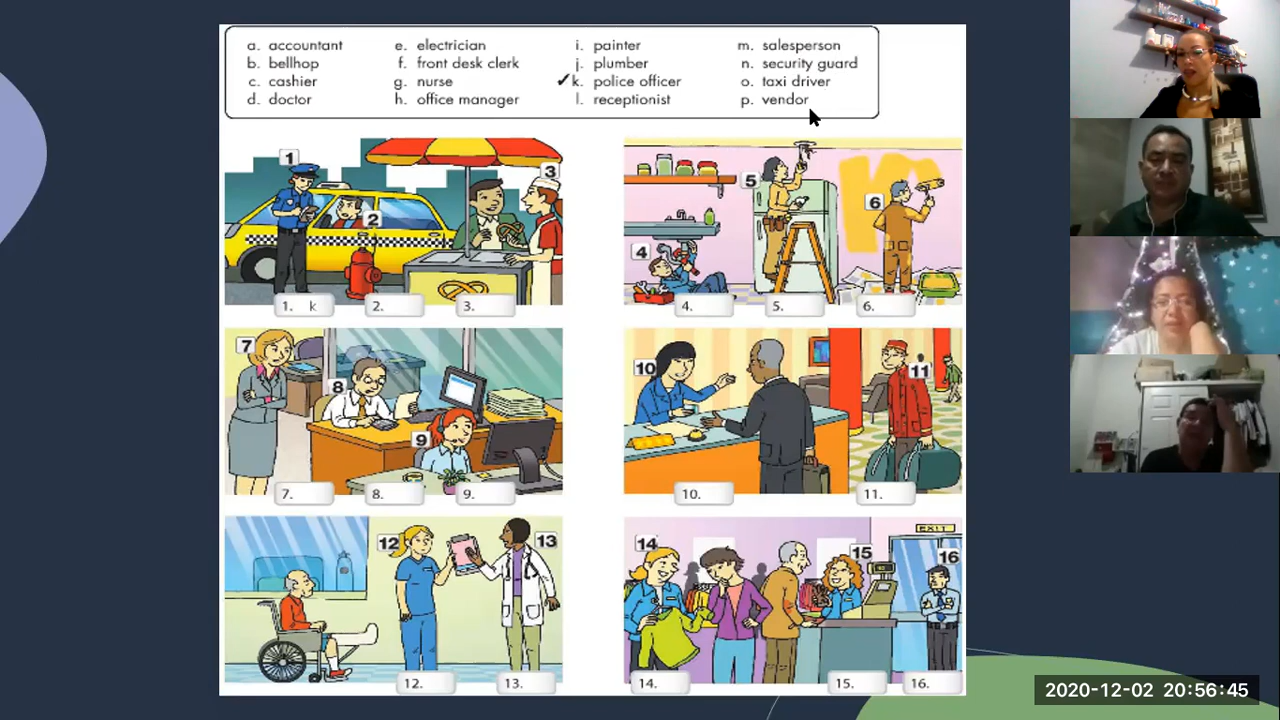 a. accountant e. electrician i. painter m. salesperson
b. bellhop f. front desk clerk j. plumber n. security guard
c. cashier g. nurse ✓k. police officer o. taxi driver
d. doctor h. office manager l. receptionist p. vendor
1
2
3
1. k 2. 3.
4
5
6
4. 5. 6.
7
8
9
7. 8. 9.
10
11
10. 11.
12
13
12. 13.
EXIT
14
15
16
14. 15. 16.
2020-12-02 20:56:45